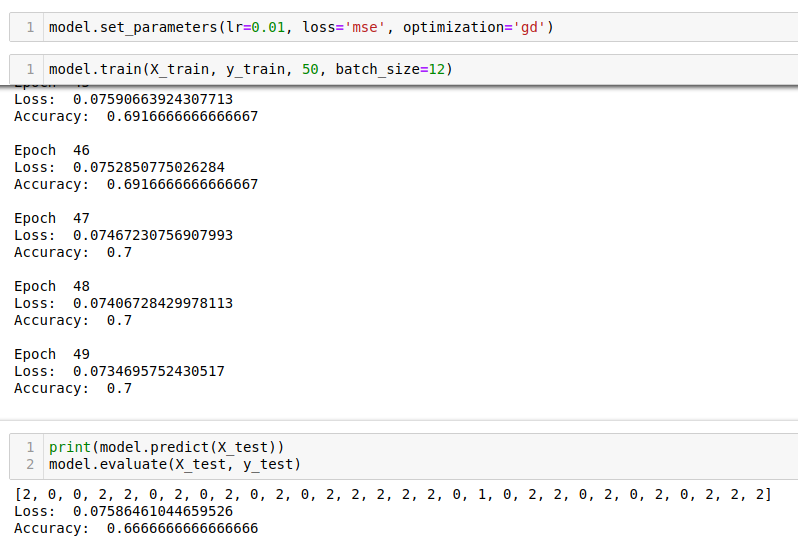 1 model.set_parameters(lr=0.01, loss='mse', optimization='gd')
1 model.train(X_train, y_train, 50, batch_size=12)
Loss:  0.07590663924307713
Accuracy:  0.6916666666666667
Epoch  46
Loss:  0.0752850775026284
Accuracy:  0.6916666666666667
Epoch  47
Loss:  0.07467230756907993
Accuracy:  0.7
Epoch  48
Loss:  0.07406728429978113
Accuracy:  0.7
Epoch  49
Loss:  0.0734695752430517
Accuracy:  0.7
1 print(model.predict(X_test))
2 model.evaluate(X_test, y_test)
[2, 0, 0, 2, 2, 0, 2, 0, 2, 0, 2, 0, 2, 2, 2, 2, 2, 0, 1, 0, 2, 2, 0, 2, 0, 2, 0, 2, 2, 2]
Loss:  0.07586461044659526
Accuracy:  0.6666666666666666